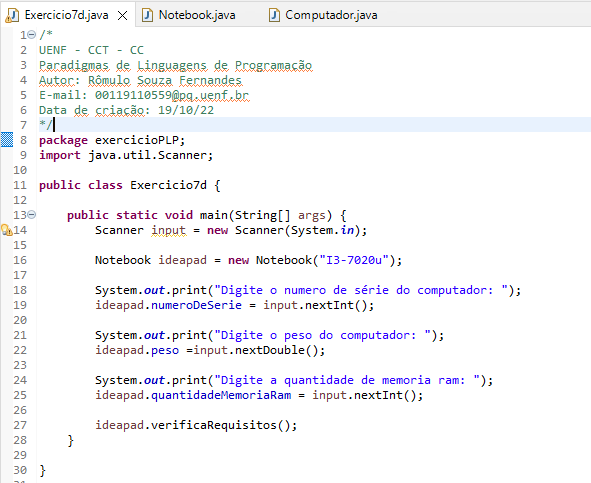 Exercicio7d.java Notebook.java Computador.java
1 /*
2 UENF - CCT - CC
3 Paradigmas de Linguagens de Programação
4 Autor: Rômulo Souza Fernandes
5 E-mail: 00119110559@pq.uenf.br
6 Data de criação: 19/10/22
7 */
8 package exercicioPLP;
9 import java.util.Scanner;
10
11 public class Exercicio7d {
12
13 public static void main(String[] args) {
14 Scanner input = new Scanner(System.in);
15
16 Notebook ideapad = new Notebook("I3-7020u");
17
18 System.out.print("Digite o numero de série do computador: ");
19 ideapad.numeroDeSerie = input.nextInt();
20
21 System.out.print("Digite o peso do computador: ");
22 ideapad.peso =input.nextDouble();
23
24 System.out.print("Digite a quantidade de memoria ram: ");
25 ideapad.quantidadeMemoriaRam = input.nextInt();
26
27 ideapad.verificaRequisitos();
28 }
29
30 }
31